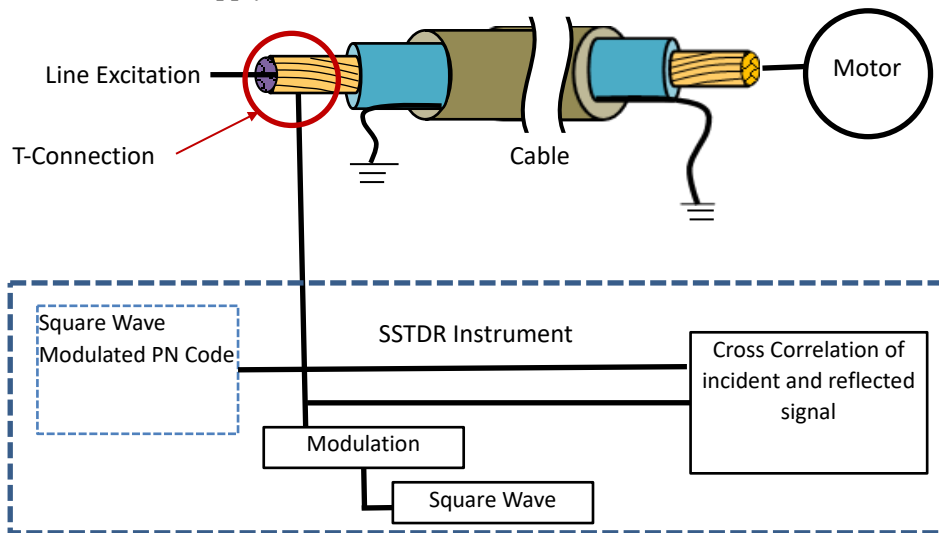 Line Excitation
Motor
T-Connection
Cable
Square Wave
Modulated PN Code
SSTDR Instrument
Cross Correlation of
incident and reflected
signal
Modulation
Square Wave